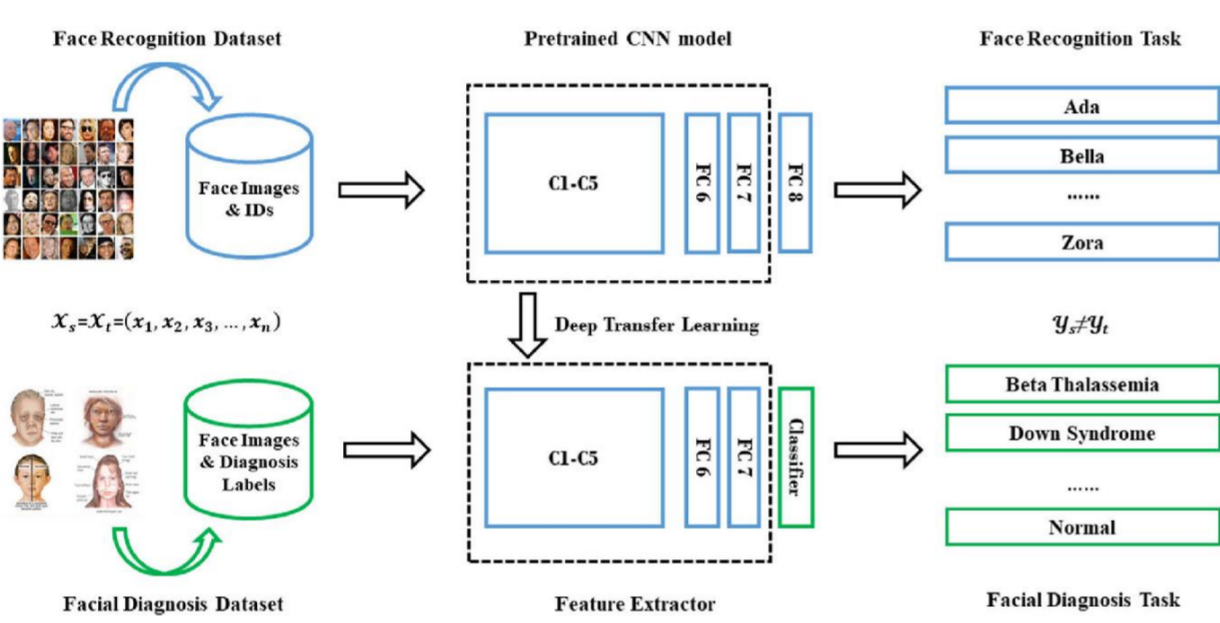 Face Recognition Dataset
Pretrained CNN model
Face Recognition Task
Face Images
& IDs
C1-C5
FC 6
FC 7
FC 8
Ada
Bella
......
Zora
𝒳ₛ=𝒳ₜ=(x₁, x₂, x₃, ..., xₙ)
Deep Transfer Learning
𝒴ₛ≠𝒴ₜ
Face Images
& Diagnosis
Labels
C1-C5
FC 6
FC 7
Classifier
Beta Thalassemia
Down Syndrome
......
Normal
Facial Diagnosis Dataset
Feature Extractor
Facial Diagnosis Task